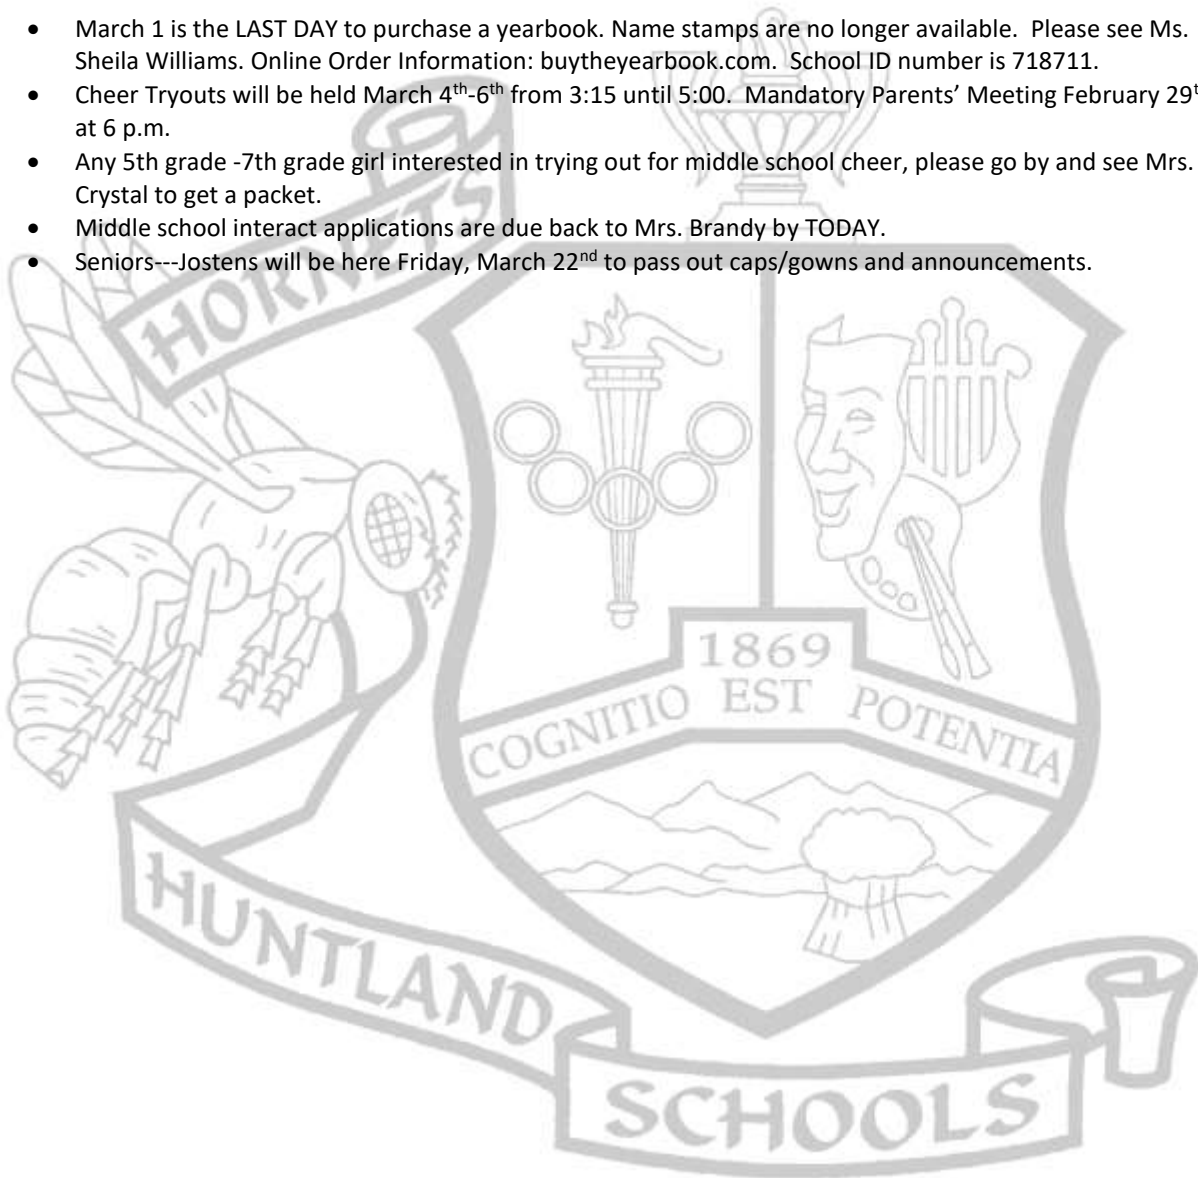 • March 1 is the LAST DAY to purchase a yearbook. Name stamps are no longer available. Please see Ms.
Sheila Williams. Online Order Information: buytheyearbook.com. School ID number is 718711.
• Cheer Tryouts will be held March 4th-6th from 3:15 until 5:00. Mandatory Parents’ Meeting February 29t
at 6 p.m.
• Any 5th grade -7th grade girl interested in trying out for middle school cheer, please go by and see Mrs.
Crystal to get a packet.
• Middle school interact applications are due back to Mrs. Brandy by TODAY.
• Seniors---Jostens will be here Friday, March 22nd to pass out caps/gowns and announcements.
HORNETS
1869
COGNITIO EST POTENTIA
HUNTLAND
SCHOOLS